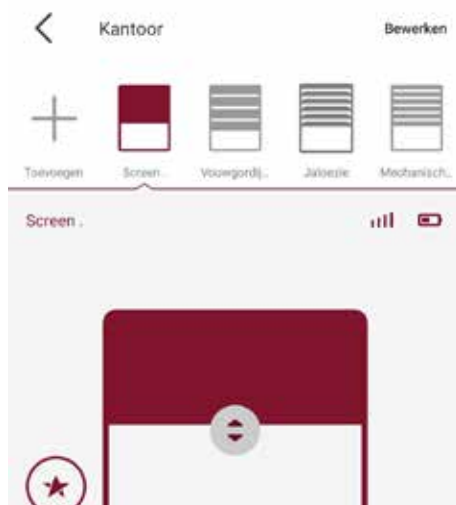 Kantoor
Bewerken
Toevoegen
Screen .
Vouwgordij...
Jaloezie
Mechanisch...
Screen .